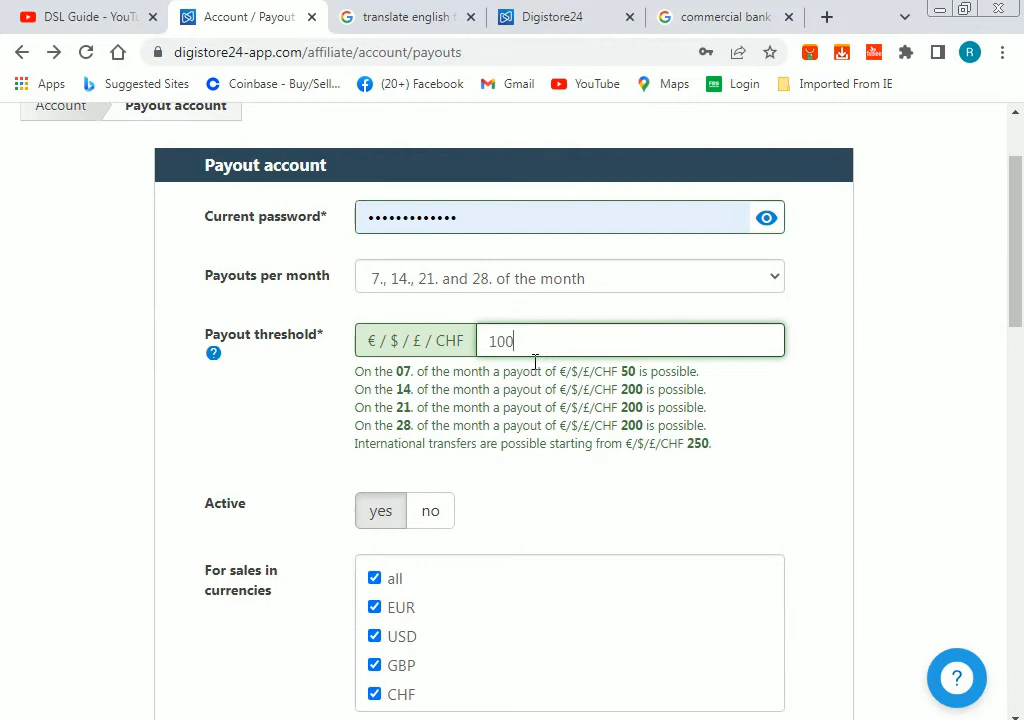 DSL Guide - YouT
Account / Payout
translate english
Digistore24
commercial bank
digistore24-app.com/affiliate/account/payouts
R
Apps
Suggested Sites
Coinbase - Buy/Sell...
(20+) Facebook
Gmail
YouTube
Maps
Login
Imported From IE
Account
Payout account
Payout account
Current password*
•••••••••••••
Payouts per month
7., 14., 21. and 28. of the month
Payout threshold*
?
€ / $ / £ / CHF
100
On the 07. of the month a payout of €/$/£/CHF 50 is possible.
On the 14. of the month a payout of €/$/£/CHF 200 is possible.
On the 21. of the month a payout of €/$/£/CHF 200 is possible.
On the 28. of the month a payout of €/$/£/CHF 200 is possible.
International transfers are possible starting from €/$/£/CHF 250.
Active
yes
no
For sales in
currencies
all
EUR
USD
GBP
CHF
?